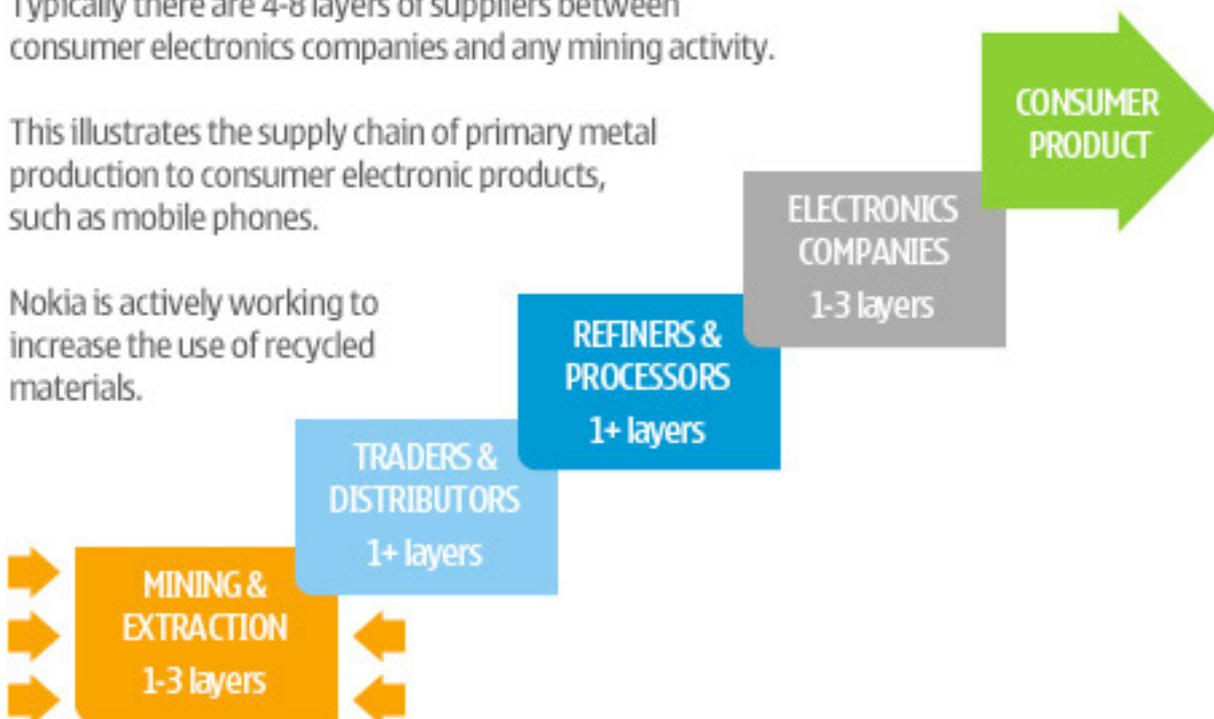 Typically there are 4-8 layers of suppliers between
consumer electronics companies and any mining activity.
This illustrates the supply chain of primary metal
production to consumer electronic products,
such as mobile phones.
Nokia is actively working to
increase the use of recycled
materials.
CONSUMER
PRODUCT
ELECTRONICS
COMPANIES
1-3 layers
REFINERS &
PROCESSORS
1+ layers
TRADERS &
DISTRIBUTORS
1+ layers
MINING &
EXTRACTION
1-3 layers